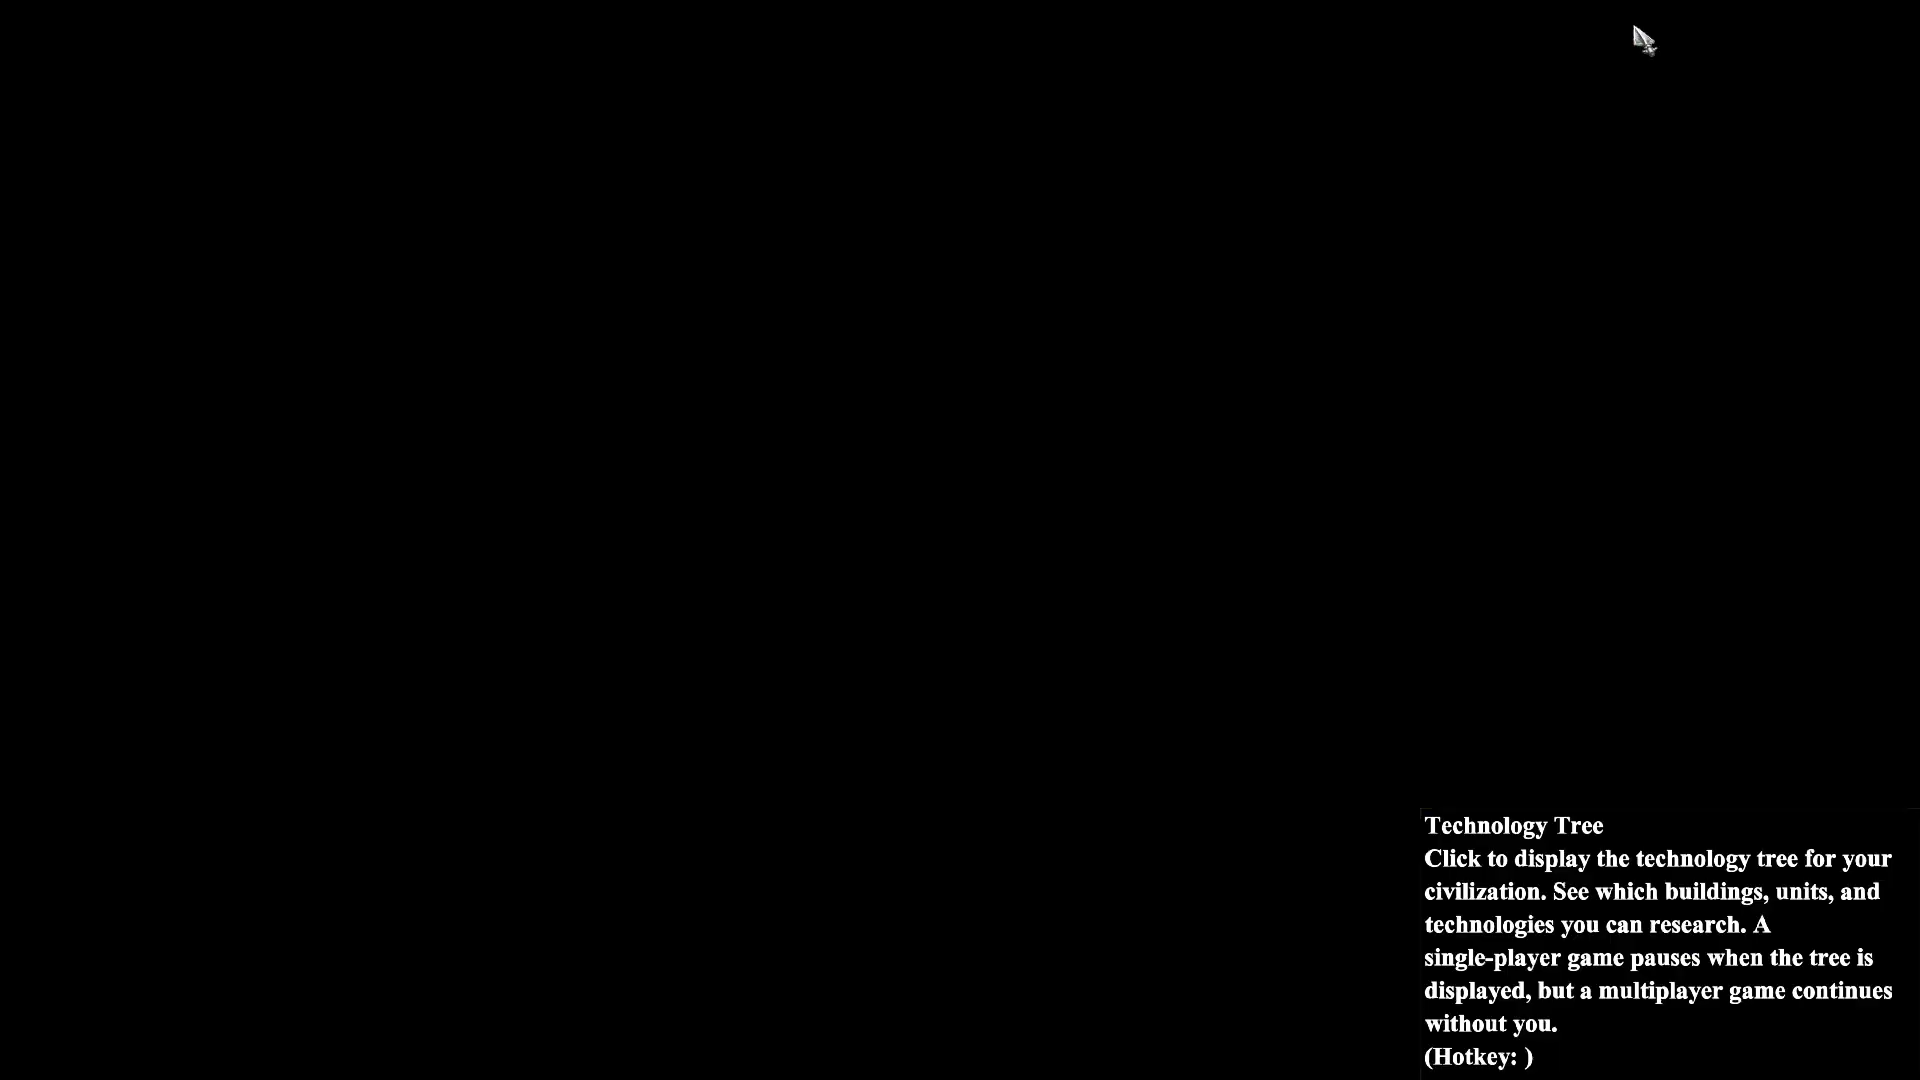 Technology Tree
Click to display the technology tree for your
civilization. See which buildings, units, and
technologies you can research. A
single-player game pauses when the tree is
displayed, but a multiplayer game continues
without you.
(Hotkey: )